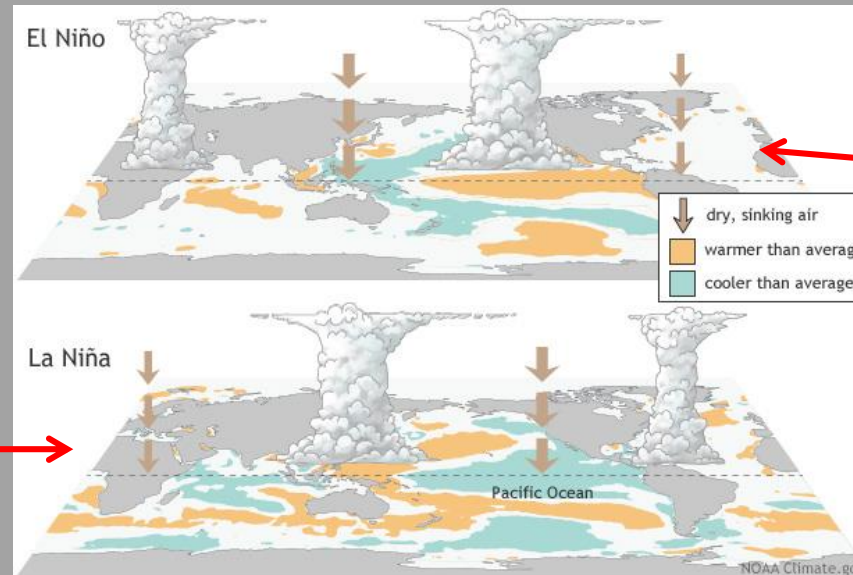 El Niño
dry, sinking air
warmer than averag
cooler than average
La Niña
Pacific Ocean
NOAA Climate.go